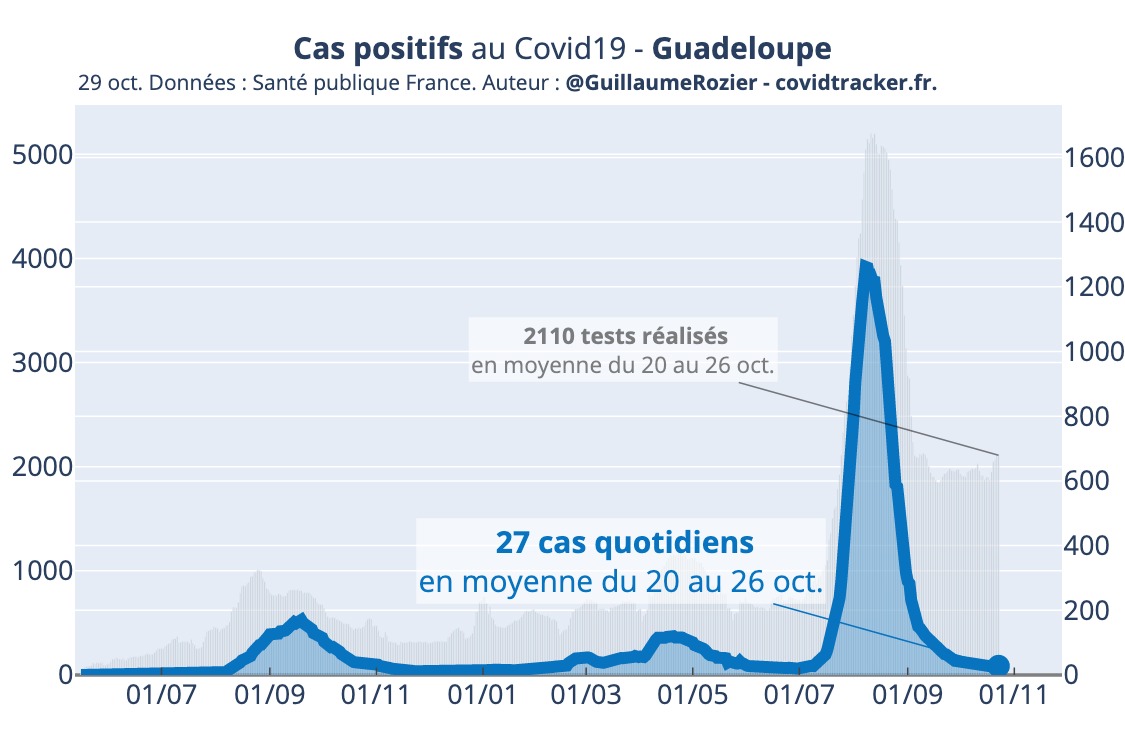 Cas positifs au Covid19 - Guadeloupe
29 oct. Données : Santé publique France. Auteur : @GuillaumeRozier - covidtracker.fr.
5000
4000
3000
2000
1000
0
1600
1400
1200
1000
800
600
400
200
0
2110 tests réalisés
en moyenne du 20 au 26 oct.
27 cas quotidiens
en moyenne du 20 au 26 oct.
01/07 01/09 01/11 01/01 01/03 01/05 01/07 01/09 01/11